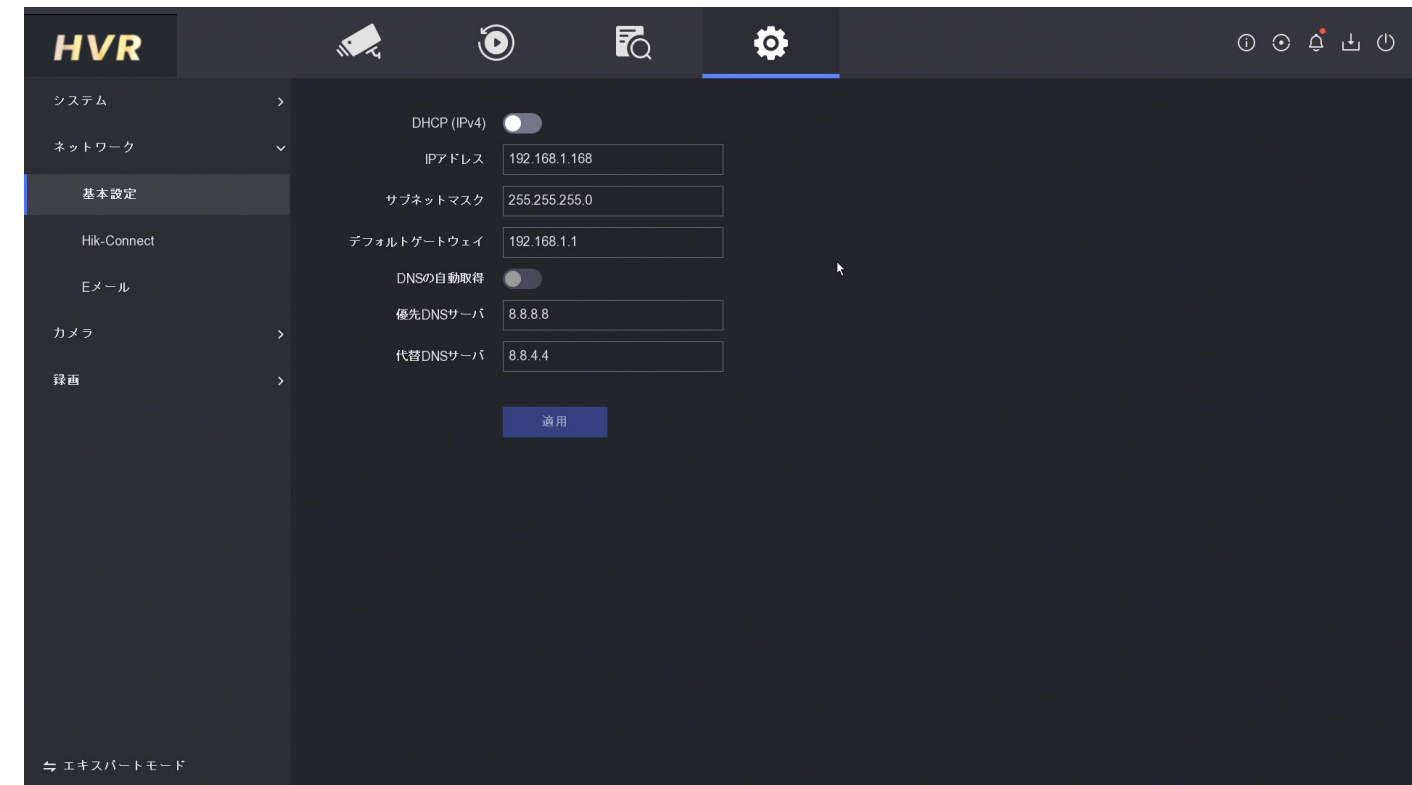 HVR
システム
ネットワーク
基本設定
Hik-Connect
Eメール
カメラ
録画
DHCP (IPv4)
IPアドレス 192.168.1.168
サブネットマスク 255.255.255.0
デフォルトゲートウェイ 192.168.1.1
DNSの自動取得
優先DNSサーバ 8.8.8.8
代替DNSサーバ 8.8.4.4
適用
エキスパートモード